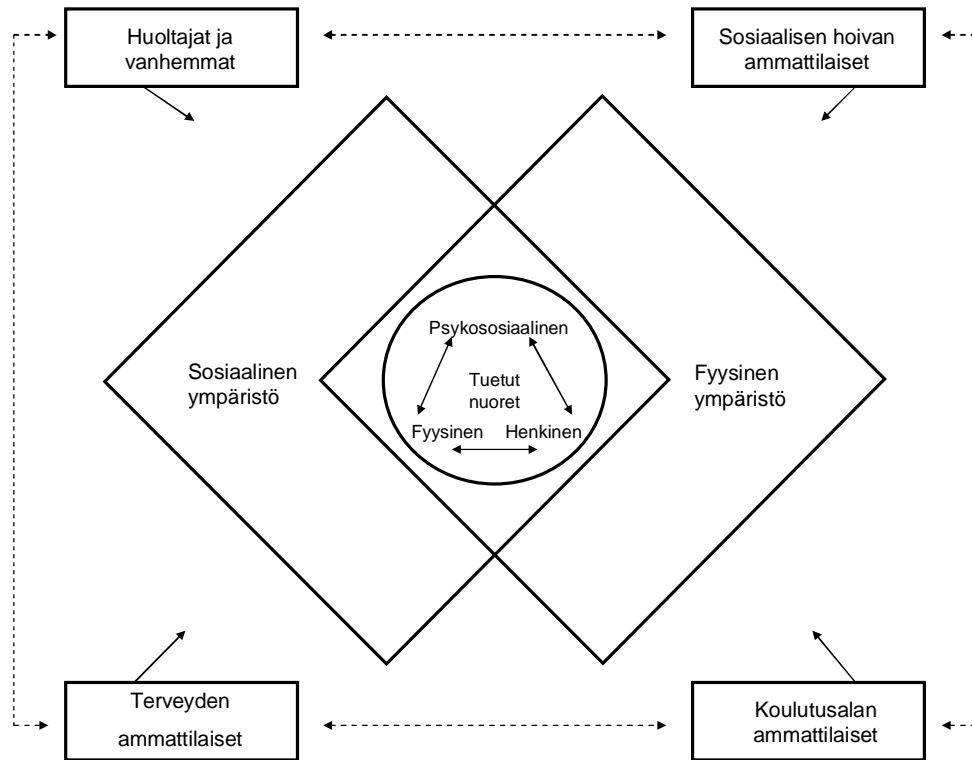 Huoltajat ja
vanhemmat
Sosiaalisen hoivan
ammattilaiset
Psykososiaalinen
Sosiaalinen
ympäristö
Tuetut
nuoret
Fyysinen
ympäristö
Fyysinen
Henkinen
Terveyden
ammattilaiset
Koulutusalan
ammattilaiset